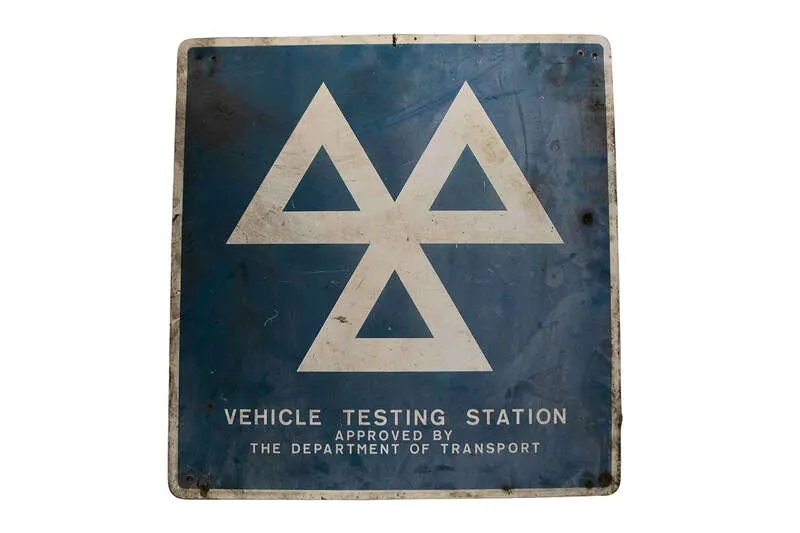 VEHICLE TESTING STATION
APPROVED BY
THE DEPARTMENT OF TRANSPORT